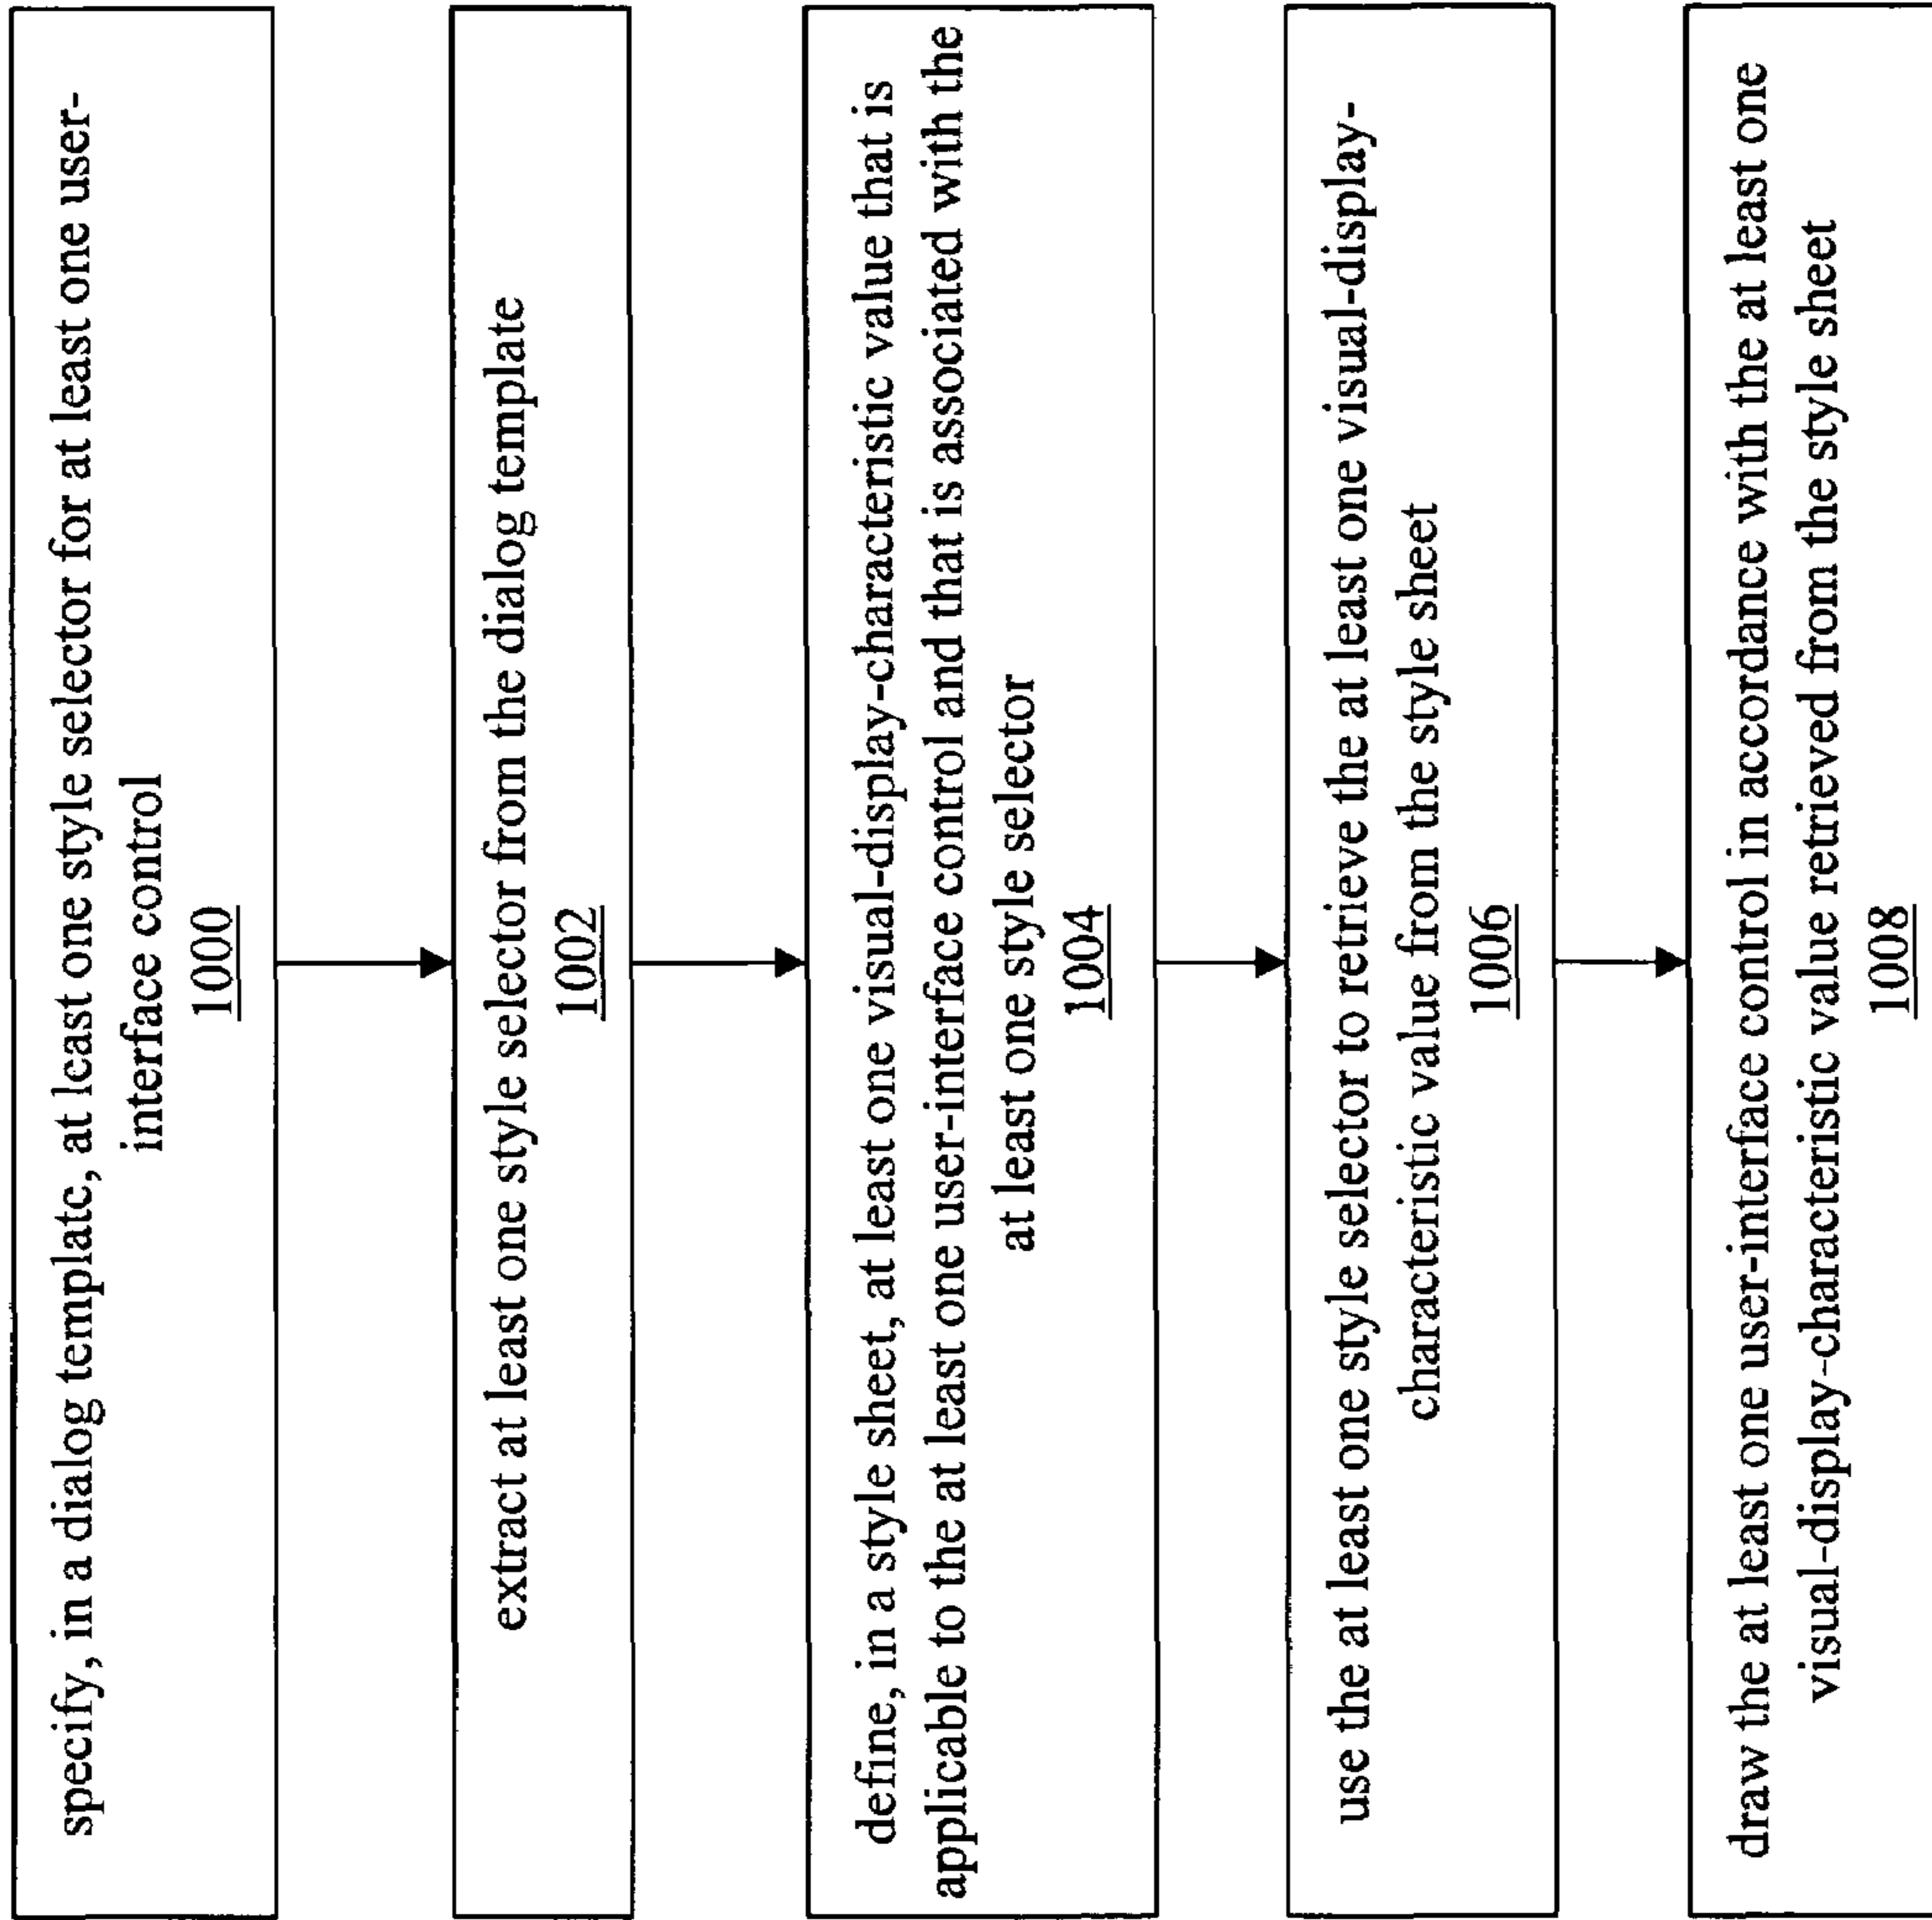 specify, in a dialog template, at least one style selector for at least one user-
interface control
1000
extract at least one style selector from the dialog template
1002
define, in a style sheet, at least one visual-display-characteristic value that is
applicable to the at least one user-interface control and that is associated with the
at least one style selector
1004
use the at least one style selector to retrieve the at least one visual-display-
characteristic value from the style sheet
1006
draw the at least one user-interface control in accordance with the at least one
visual-display-characteristic value retrieved from the style sheet
1008